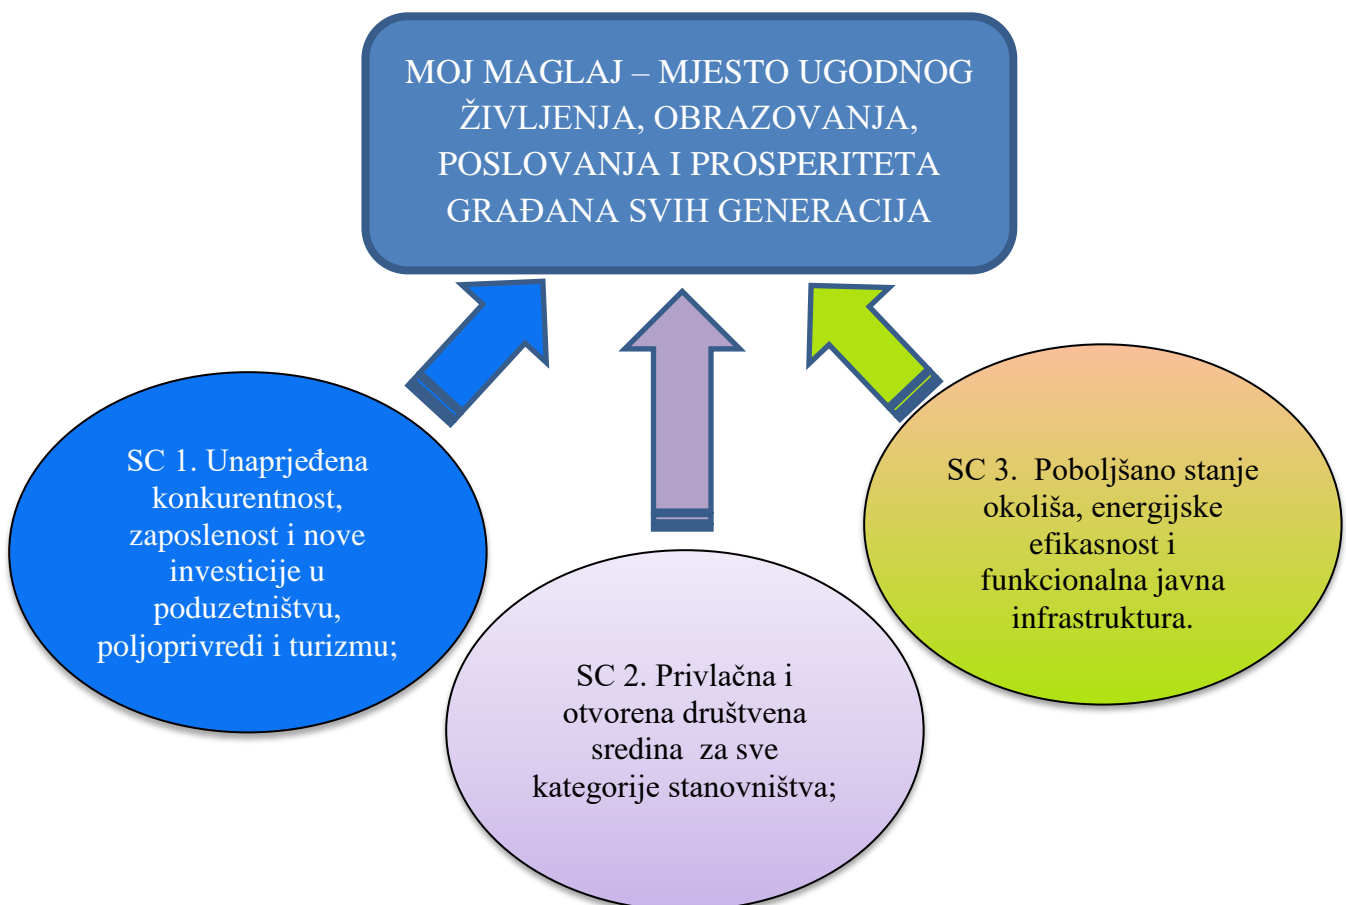 MOJ MAGLAJ – MJESTO UGODNOG
ŽIVLJENJA, OBRAZOVANJA,
POSLOVANJA I PROSPERITETA
GRAĐANA SVIH GENERACIJA
SC 1. Unaprjeđena
konkurentnost,
zaposlenost i nove
investicije u
poduzetništvu,
poljoprivredi i turizmu;
SC 2. Privlačna i
otvorena društvena
sredina za sve
kategorije stanovništva;
SC 3. Poboljšano stanje
okoliša, energijske
efikasnost i
funkcionalna javna
infrastruktura.